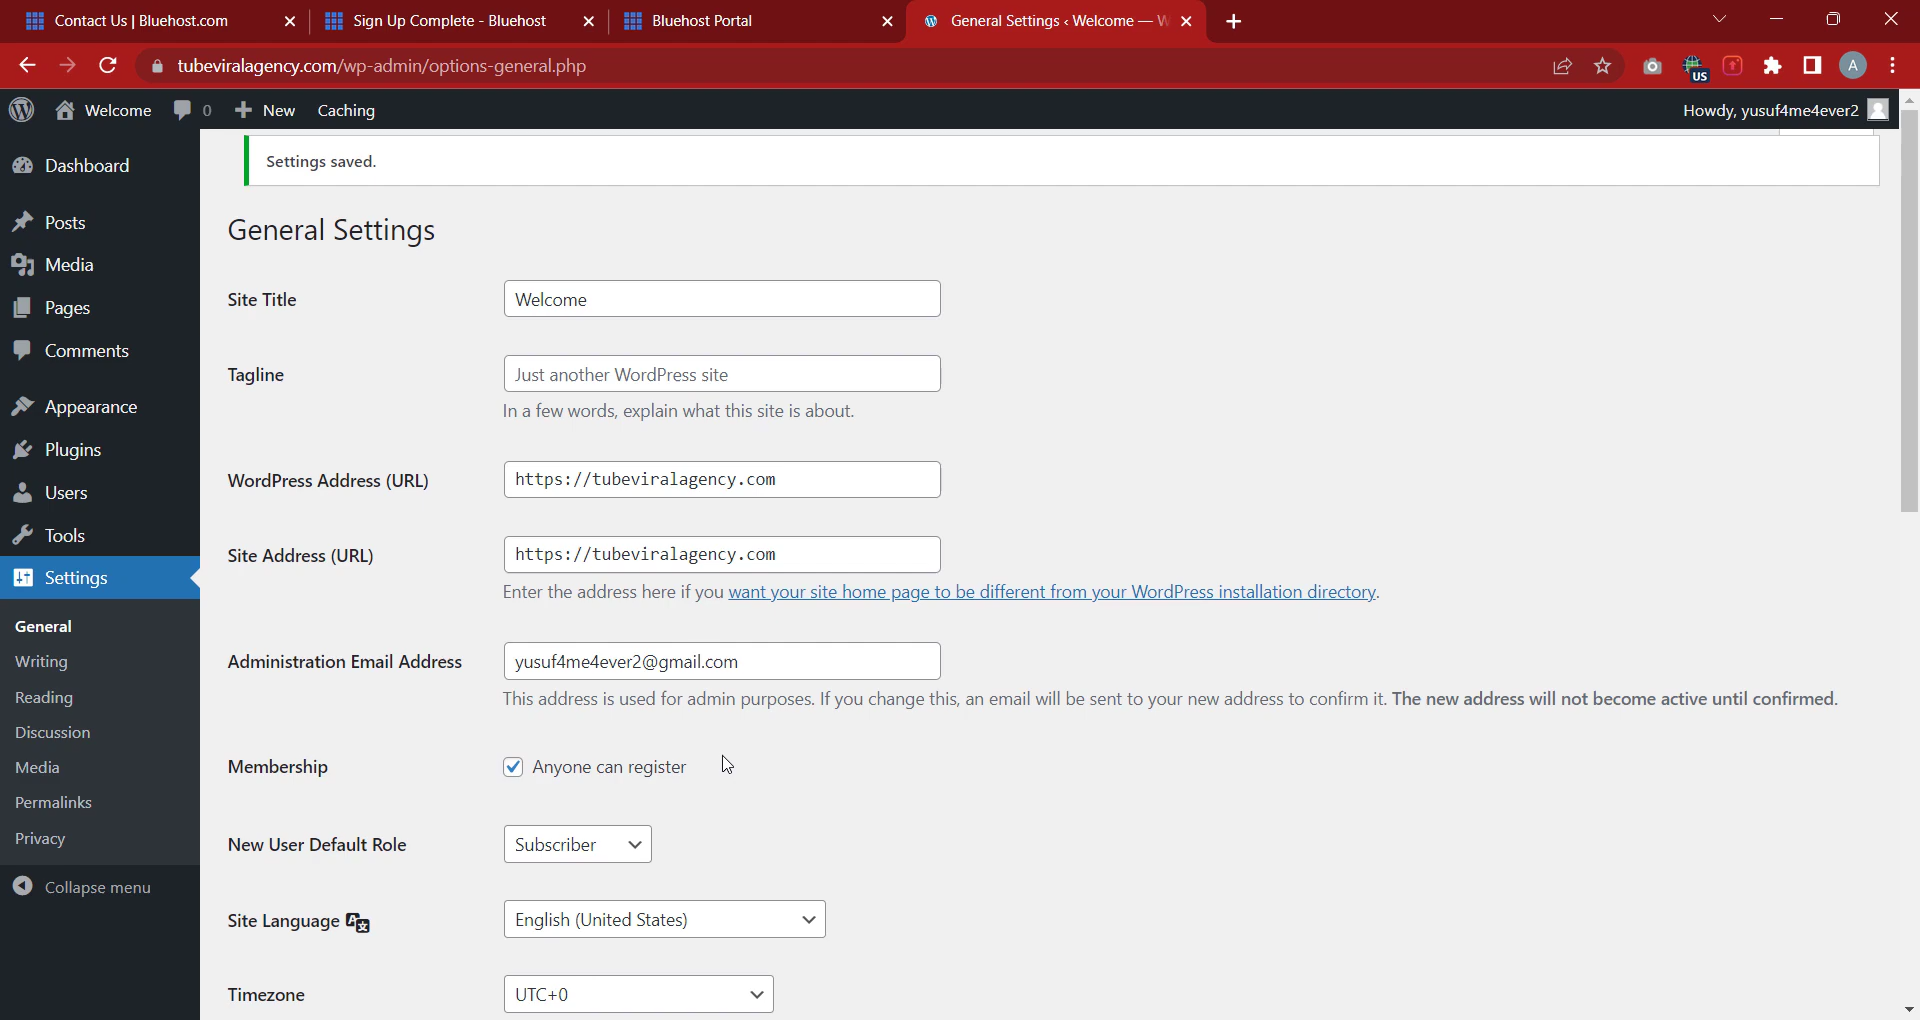 Contact Us | Bluehost.com
Sign Up Complete - Bluehost
Bluehost Portal
General Settings ‹ Welcome — W
tubeviralagency.com/wp-admin/options-general.php
US
A
Welcome
0
New
Caching
Howdy, yusuf4me4ever2
Dashboard
Posts
Media
Pages
Comments
Appearance
Plugins
Users
Tools
Settings
General
Writing
Reading
Discussion
Media
Permalinks
Privacy
Collapse menu
Settings saved.
General Settings
Site Title
Welcome
Tagline
Just another WordPress site
In a few words, explain what this site is about.
WordPress Address (URL)
https://tubeviralagency.com
Site Address (URL)
https://tubeviralagency.com
Enter the address here if you want your site home page to be different from your WordPress installation directory.
Administration Email Address
yusuf4me4ever2@gmail.com
This address is used for admin purposes. If you change this, an email will be sent to your new address to confirm it. The new address will not become active until confirmed.
Membership
Anyone can register
New User Default Role
Subscriber
Site Language
English (United States)
Timezone
UTC+0